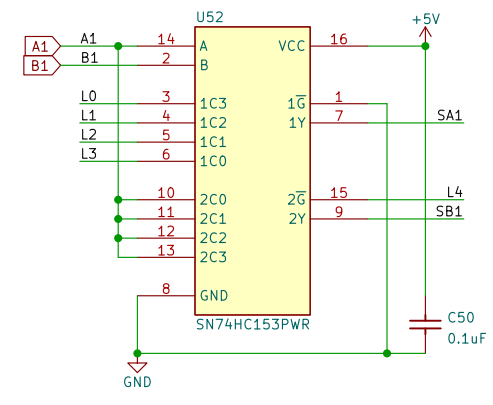 U52
+5V
A1 A1 14 A VCC 16
B1 B1 2 B
L0 3 1C3 1G 1
L1 4 1C2 1Y 7 SA1
L2 5 1C1
L3 6 1C0
10 2C0 2G 15 L4
11 2C1 2Y 9 SB1
12 2C2
13 2C3
8 GND
SN74HC153PWR
C50
0.1uF
GND